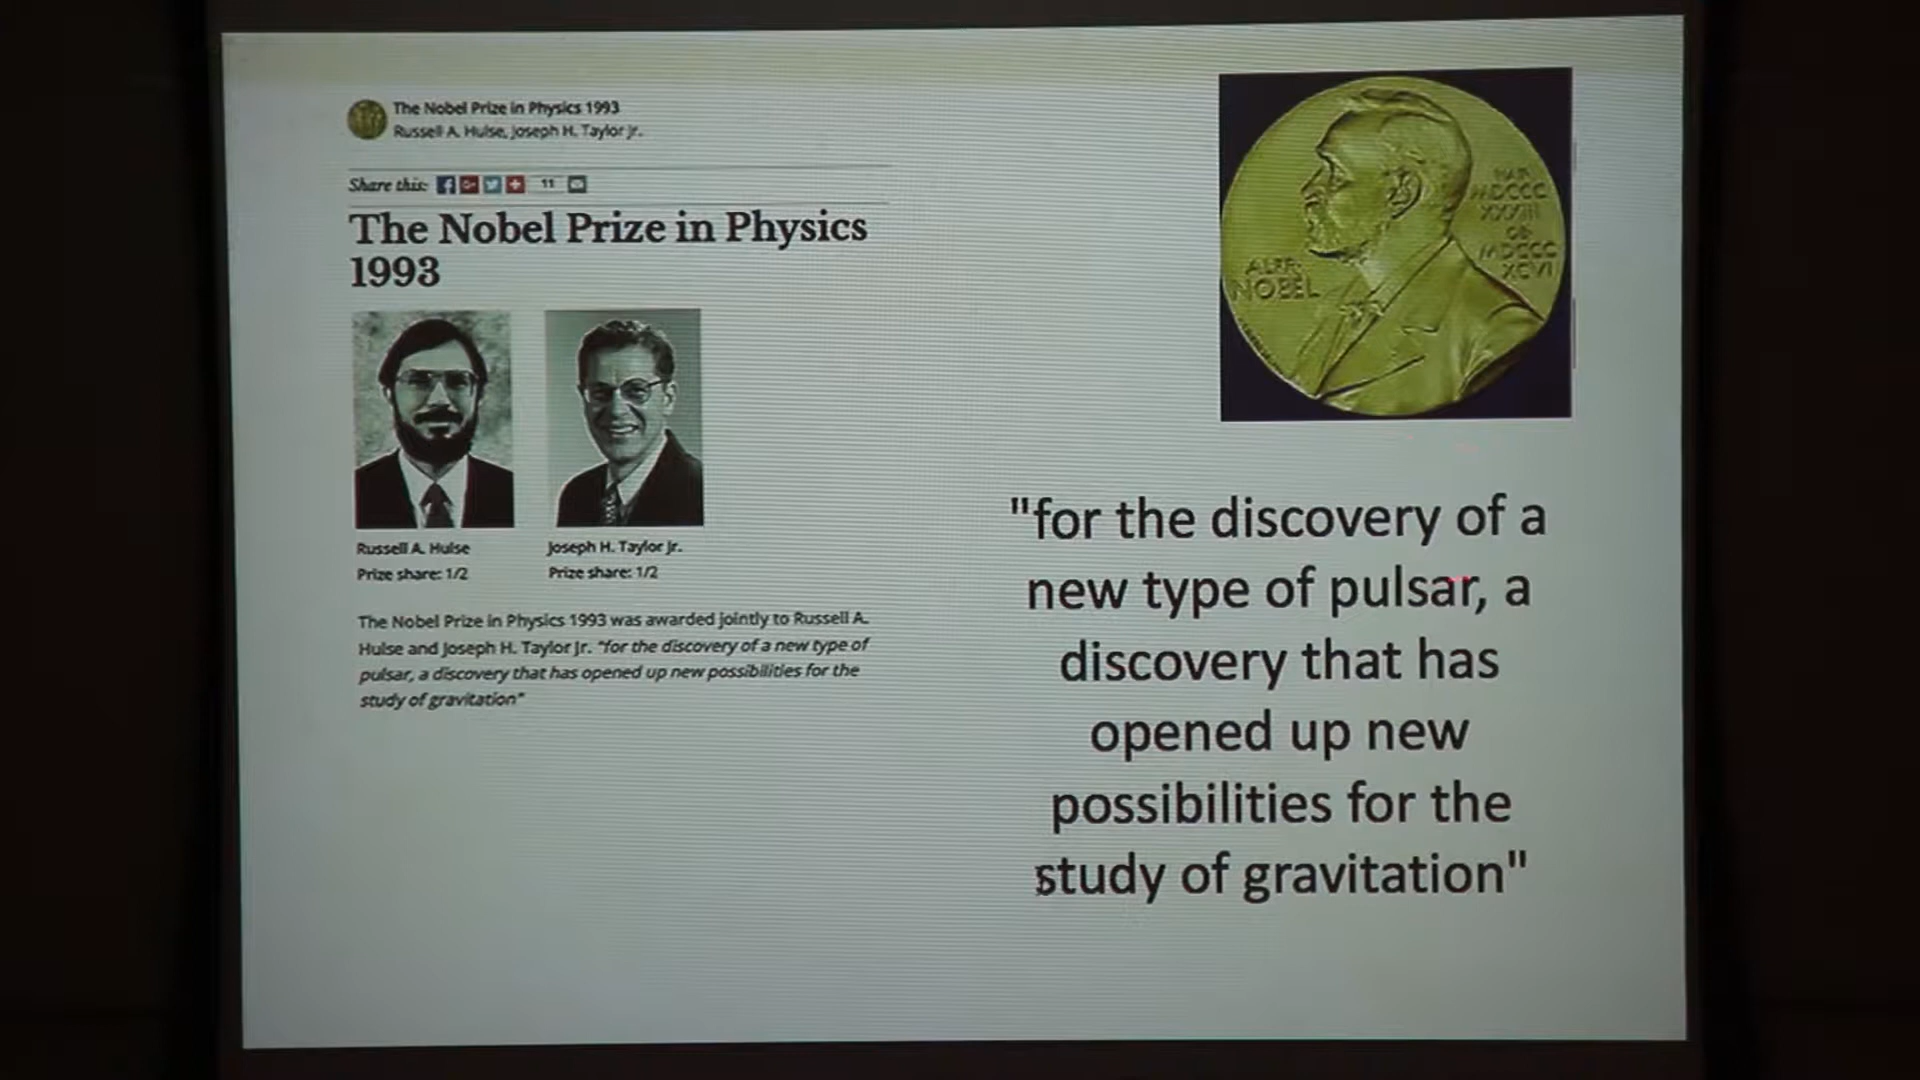 The Nobel Prize in Physics 1993
Russell A. Hulse, Joseph H. Taylor Jr.
Share this:
11
The Nobel Prize in Physics
1993
Russell A. Hulse
Prize share: 1/2
Joseph H. Taylor Jr.
Prize share: 1/2
The Nobel Prize in Physics 1993 was awarded jointly to Russell A.
Hulse and Joseph H. Taylor Jr. "for the discovery of a new type of
pulsar, a discovery that has opened up new possibilities for the
study of gravitation"
ALFR.
NOBEL
NAT.
MDCCC
XXXIII
OB.
MDCCC
XCVI
"for the discovery of a
new type of pulsar, a
discovery that has
opened up new
possibilities for the
study of gravitation"